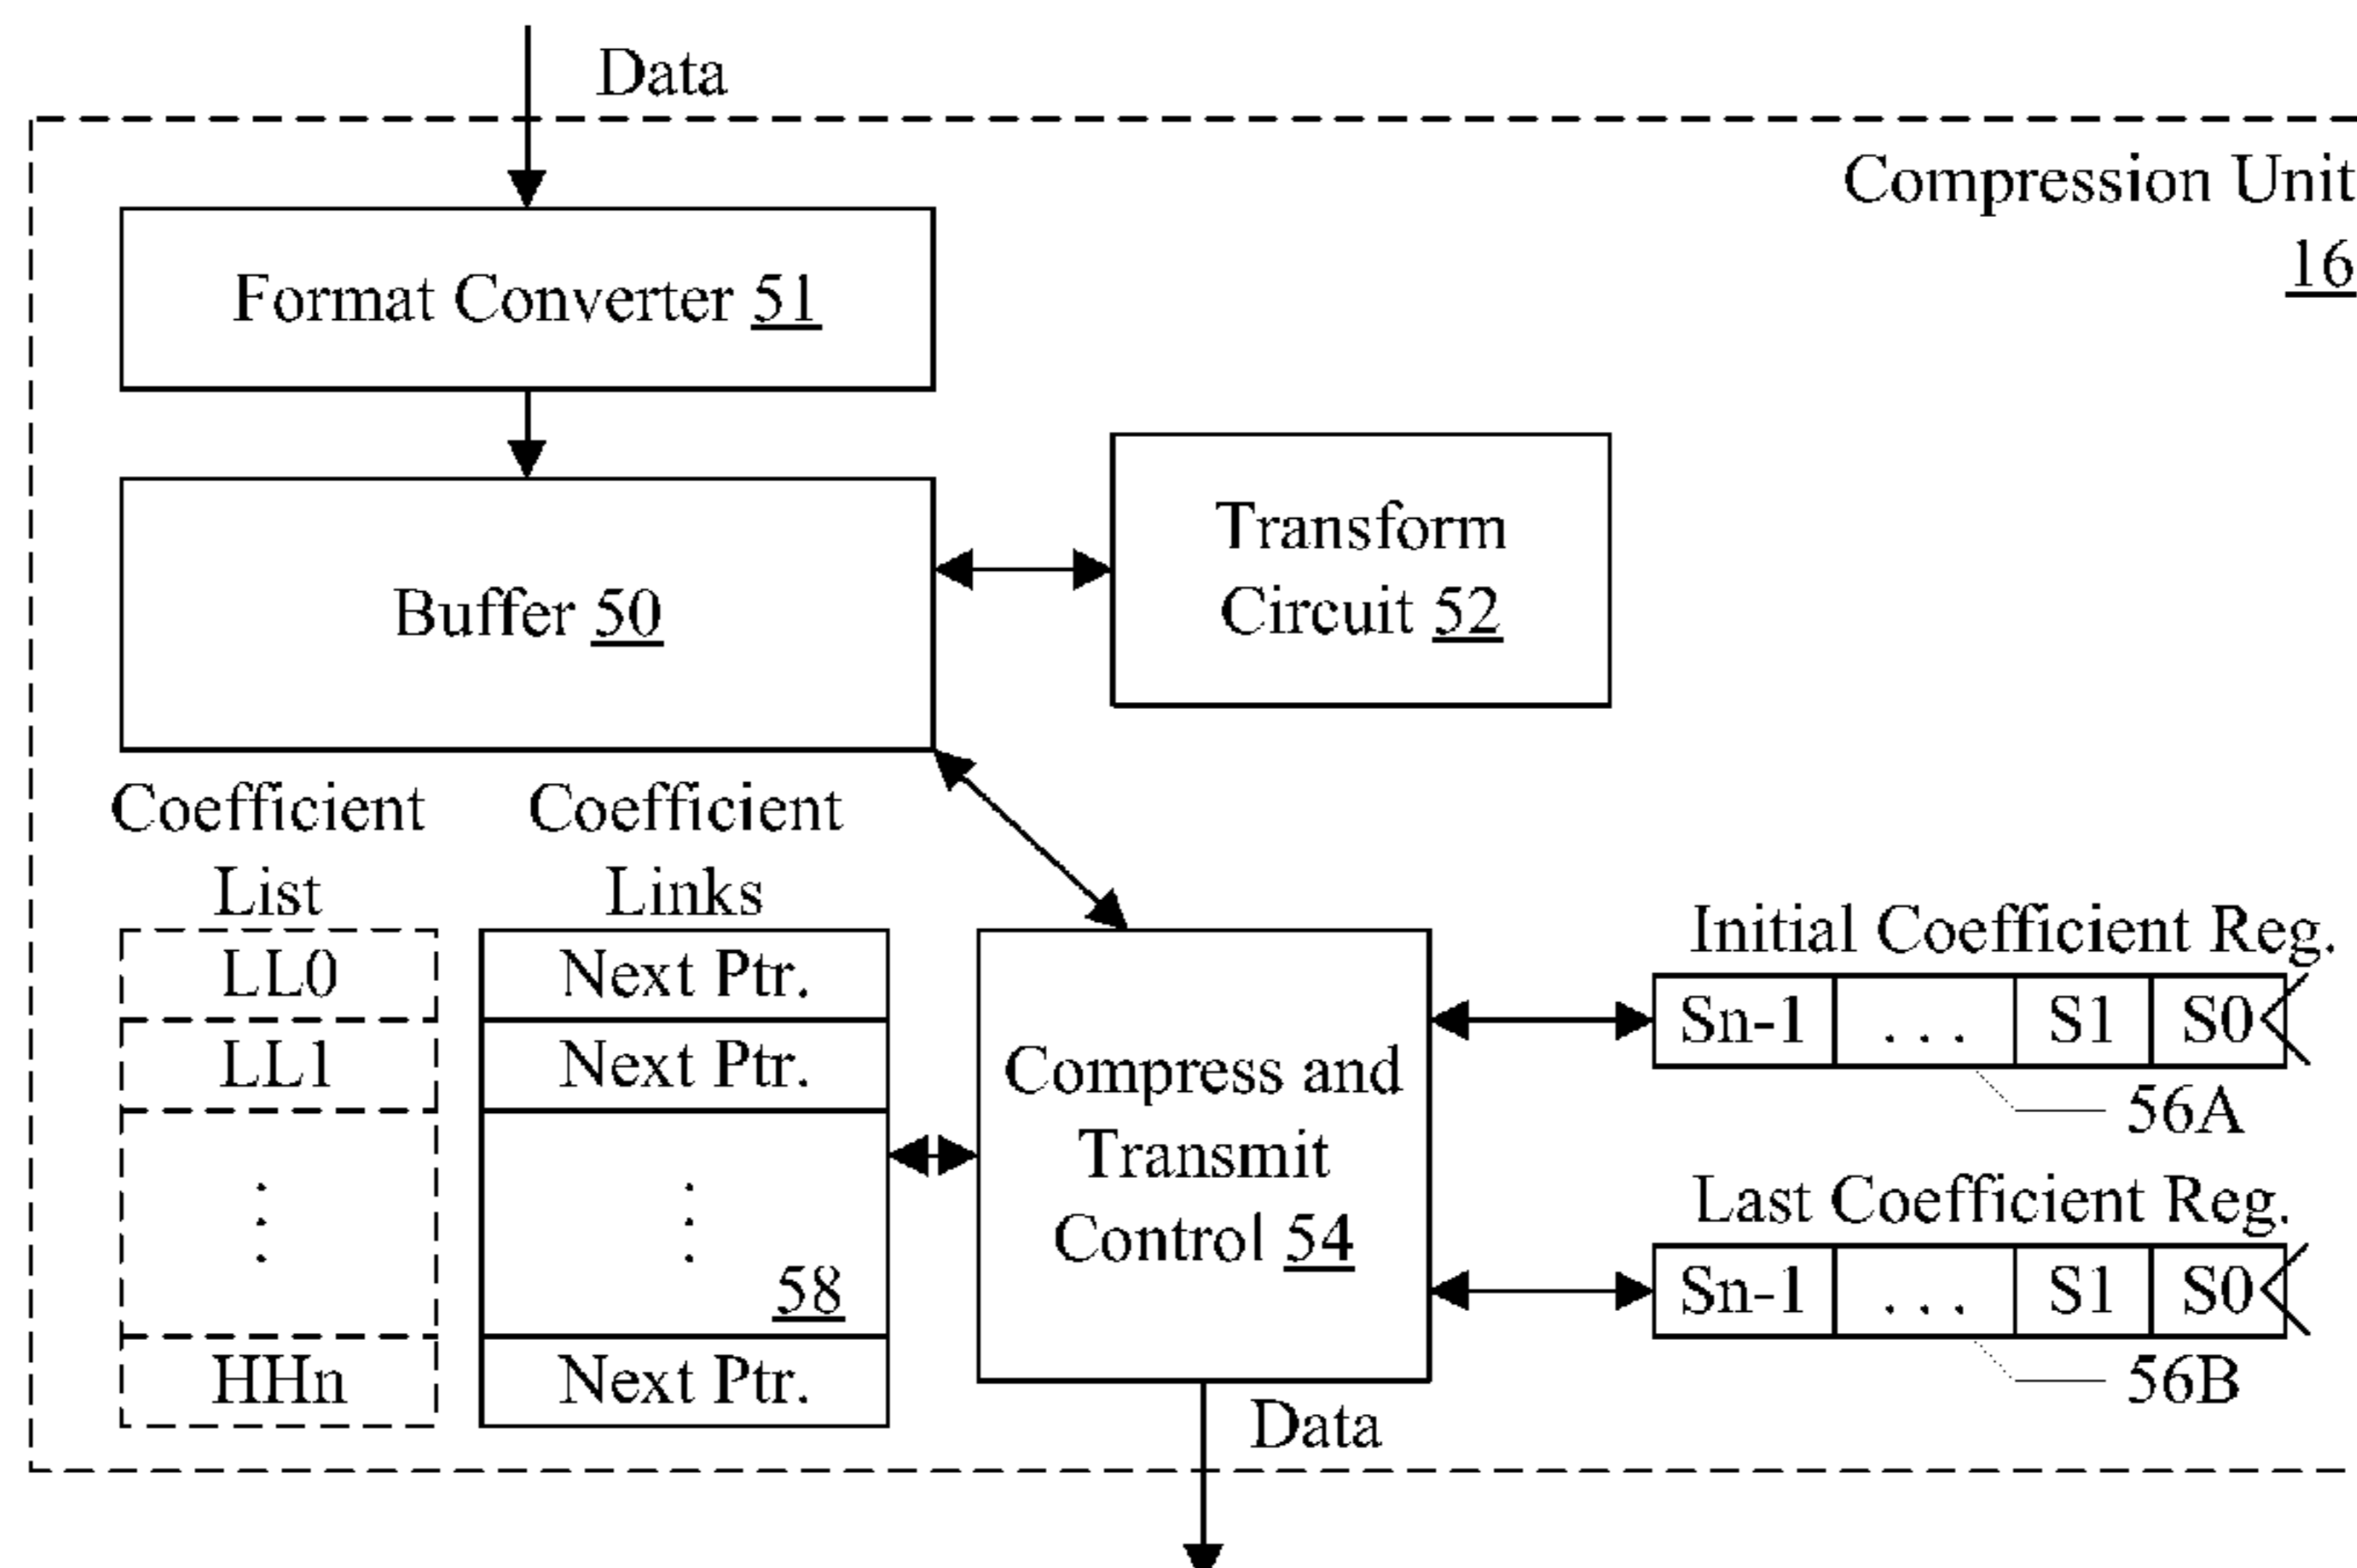 Data
Compression Unit
16
Format Converter 51
Transform
Circuit 52
Buffer 50
Coefficient
List
Coefficient
Links
LL0
LL1
⋮
HHn
Next Ptr.
Next Ptr.
⋮
58
Next Ptr.
Compress and
Transmit
Control 54
Initial Coefficient Reg.
Sn-1 . . . S1 S0
56A
Last Coefficient Reg.
Sn-1 . . . S1 S0
56B
Data